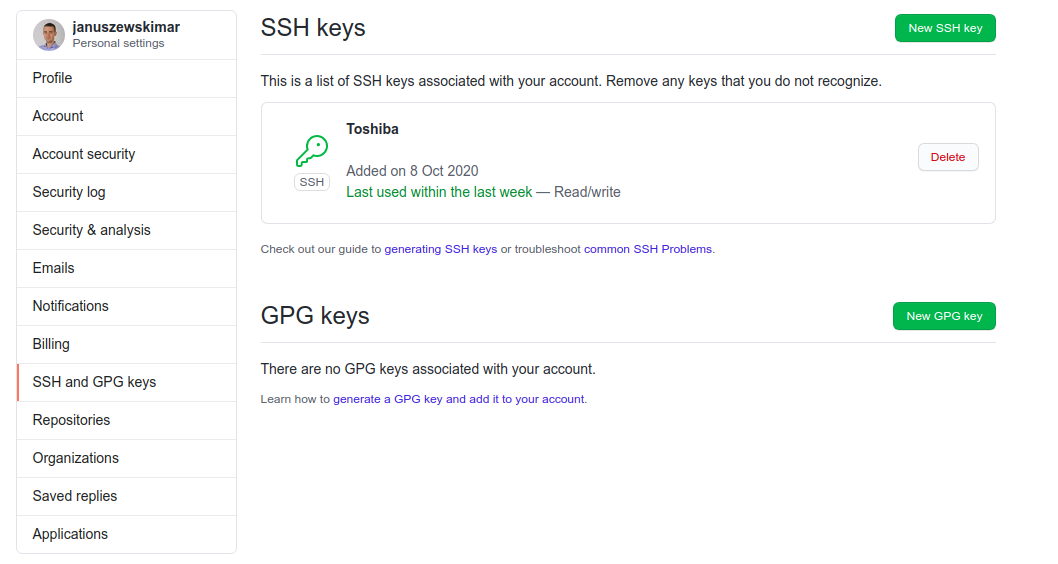 januszewskimar
Personal settings
Profile
Account
Account security
Security log
Security & analysis
Emails
Notifications
Billing
SSH and GPG keys
Repositories
Organizations
Saved replies
Applications
SSH keys
New SSH key
This is a list of SSH keys associated with your account. Remove any keys that you do not recognize.
Toshiba
SSH
Added on 8 Oct 2020
Last used within the last week — Read/write
Delete
Check out our guide to generating SSH keys or troubleshoot common SSH Problems.
GPG keys
New GPG key
There are no GPG keys associated with your account.
Learn how to generate a GPG key and add it to your account.